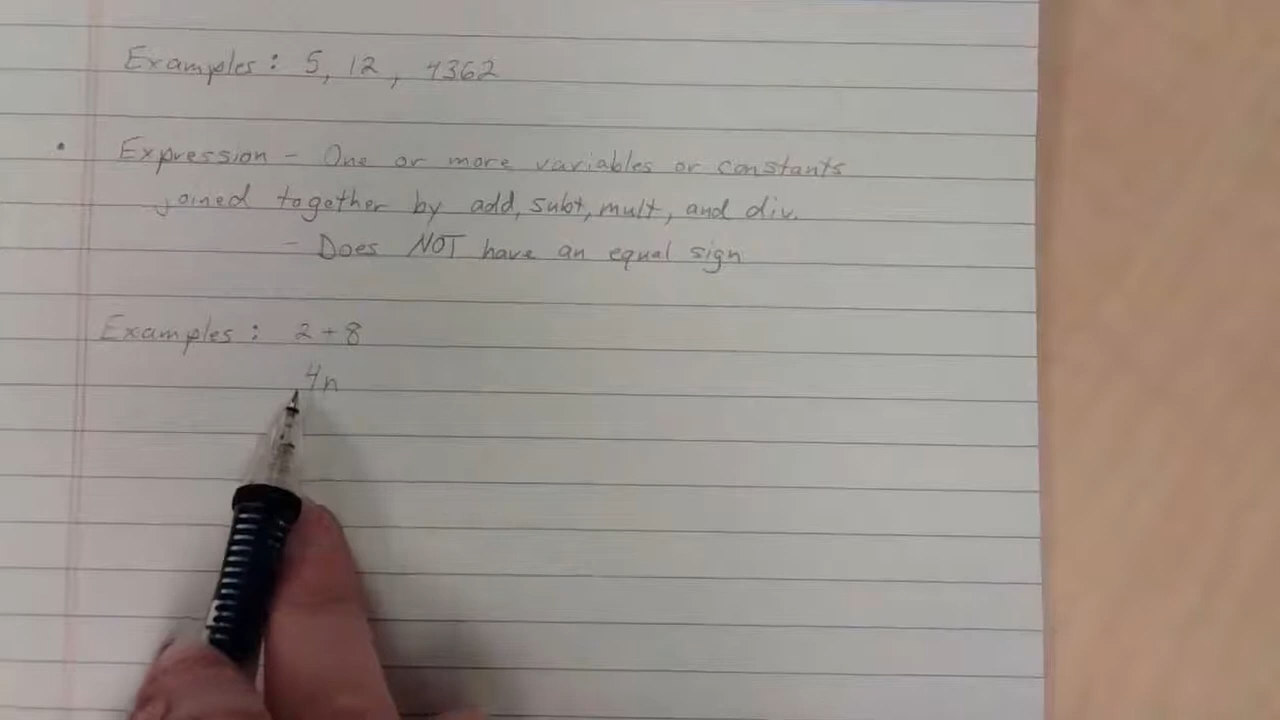 Examples: 5, 12, 4362
• Expression - One or more variables or constants
joined together by add, subt, mult, and div.
- Does NOT have an equal sign
Examples: 2 + 8
4n